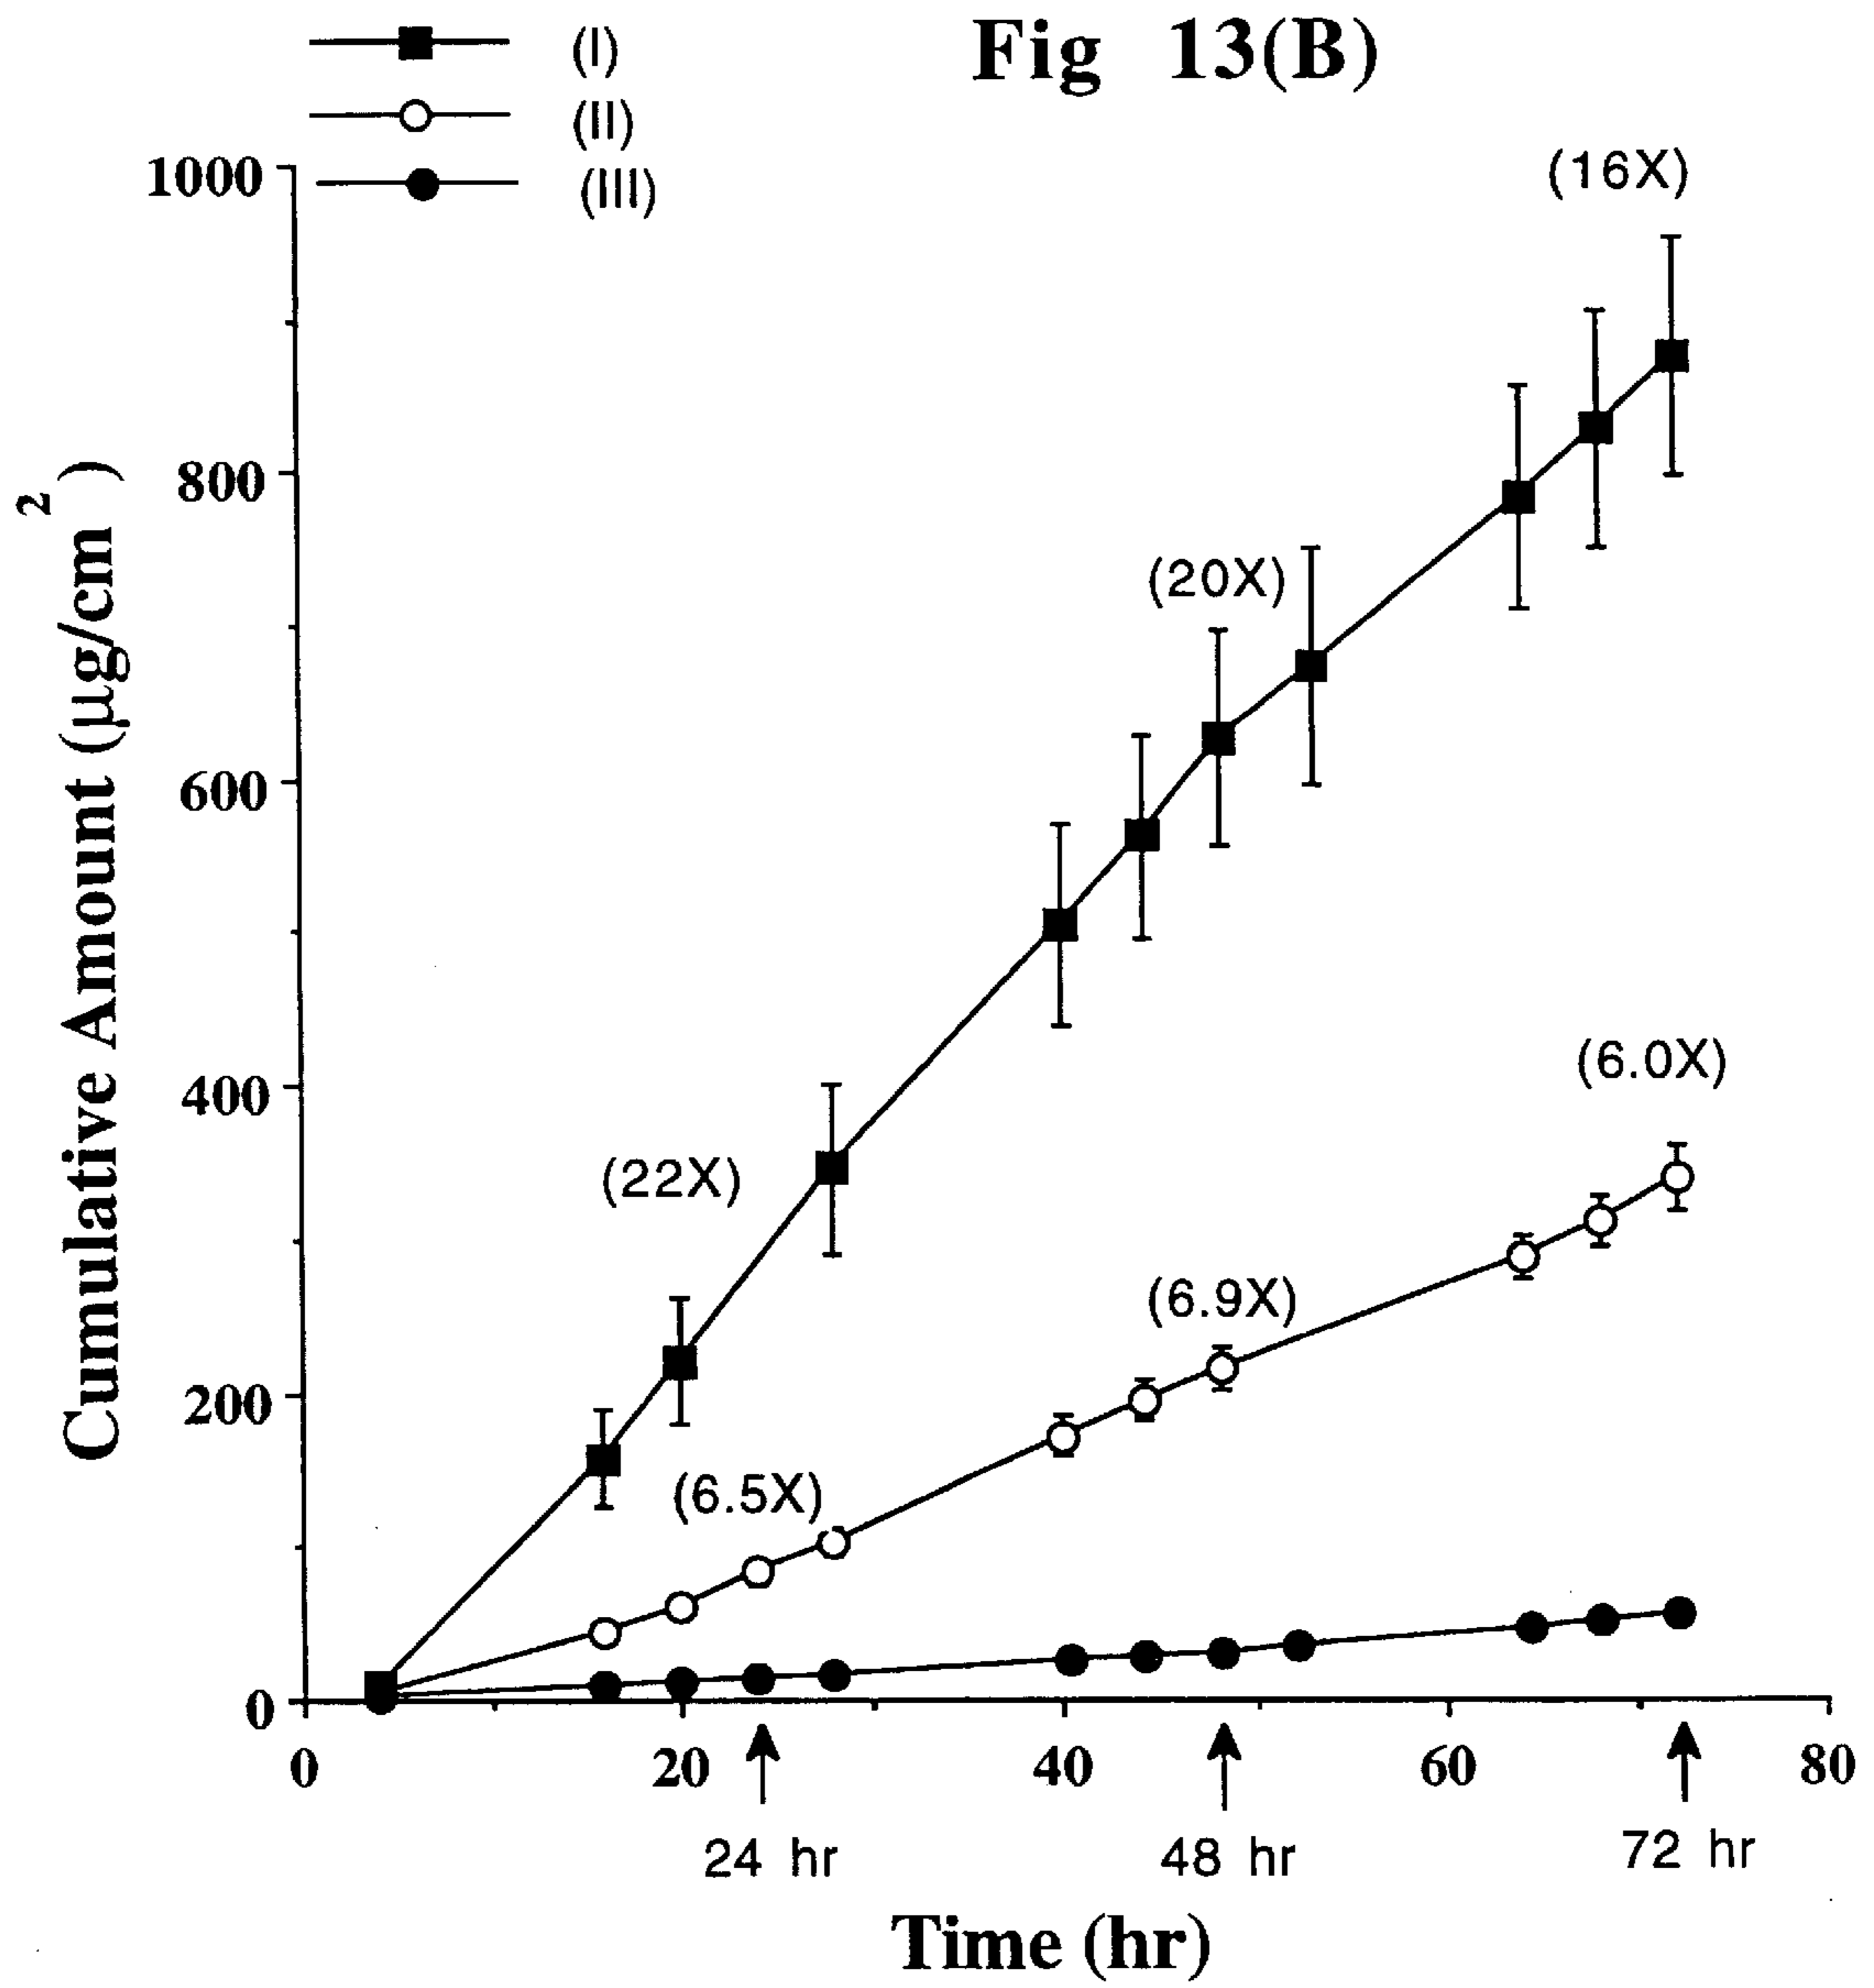 Fig 13(B)
(I)
(II)
(III)
1000
800
600
400
200
0
Cumulative Amount (µg/cm²)
(16X)
(20X)
(22X)
(6.0X)
(6.9X)
(6.5X)
0 20 40 60 80
24 hr 48 hr 72 hr
Time (hr)